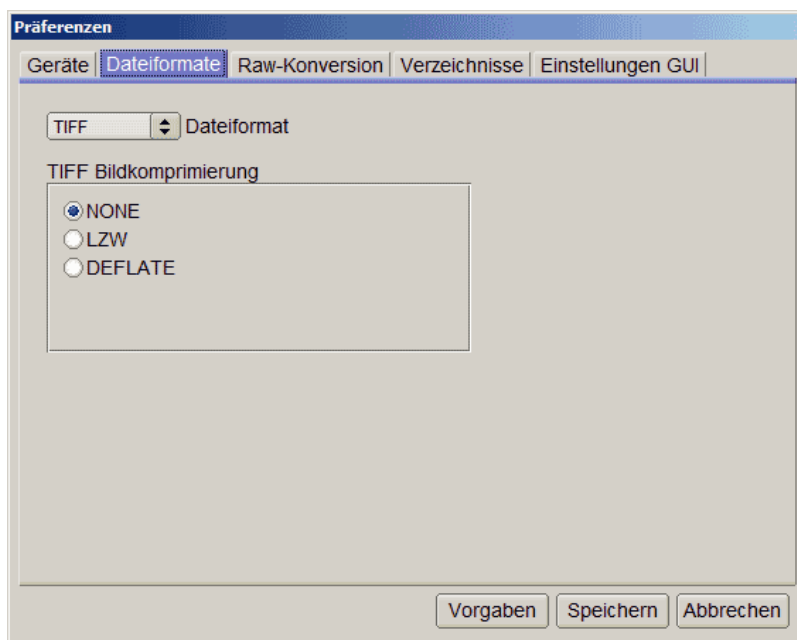 Präferenzen
Geräte Dateiformate Raw-Konversion Verzeichnisse Einstellungen GUI
TIFF Dateiformat
TIFF Bildkomprimierung
NONE
LZW
DEFLATE
Vorgaben Speichern Abbrechen